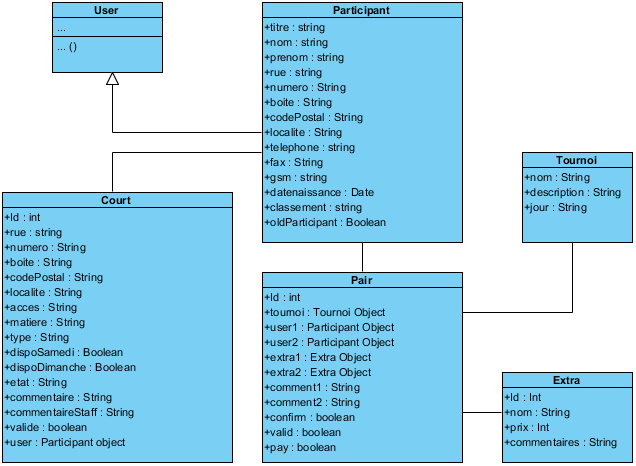 User
...
... ()
Participant
+titre : string
+nom : string
+prenom : string
+rue : string
+numero : String
+boite : String
+codePostal : String
+localite : String
+telephone : string
+fax : String
+gsm : string
+datenaissance : Date
+classement : string
+oldParticipant : Boolean
Tournoi
+nom : String
+description : String
+jour : String
Court
+Id : int
+rue : string
+numero : String
+boite : String
+codePostal : String
+localite : String
+acces : String
+matiere : String
+type : String
+dispoSamedi : Boolean
+dispoDimanche : Boolean
+etat : String
+commentaire : String
+commentaireStaff : String
+valide : boolean
+user : Participant object
Pair
+Id : int
+tournoi : Tournoi Object
+user1 : Participant Object
+user2 : Participant Object
+extra1 : Extra Object
+extra2 : Extra Object
+comment1 : String
+comment2 : String
+confirm : boolean
+valid : boolean
+pay : boolean
Extra
+Id : Int
+nom : String
+prix : Int
+commentaires : String